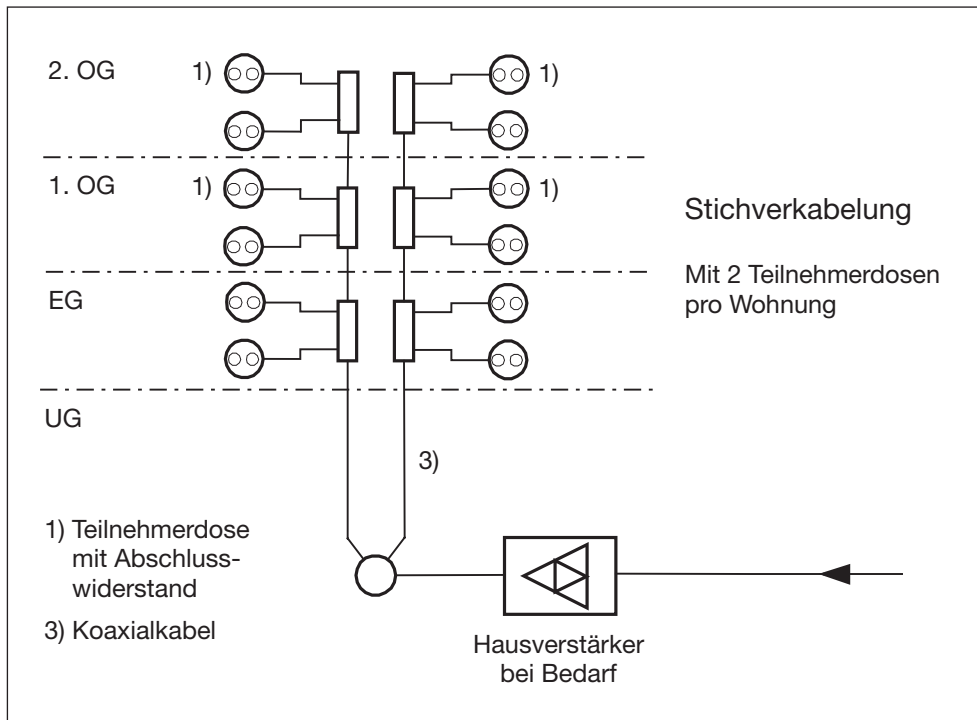 2. OG 1) 1)
1. OG 1) 1)
Stichverkabelung
Mit 2 Teilnehmerdosen
pro Wohnung
EG
UG
3)
1) Teilnehmerdose
mit Abschluss-
widerstand
3) Koaxialkabel
Hausverstärker
bei Bedarf